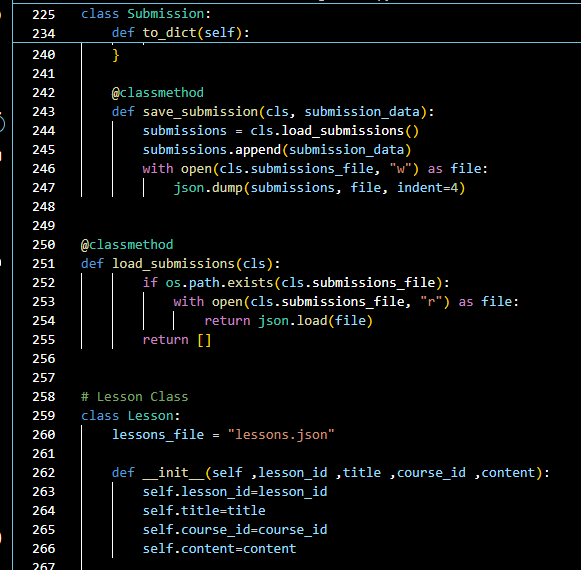 225 class Submission:
234     def to_dict(self):
240     }
241
242     @classmethod
243     def save_submission(cls, submission_data):
244         submissions = cls.load_submissions()
245         submissions.append(submission_data)
246         with open(cls.submissions_file, "w") as file:
247             json.dump(submissions, file, indent=4)
248
249
250 @classmethod
251 def load_submissions(cls):
252         if os.path.exists(cls.submissions_file):
253             with open(cls.submissions_file, "r") as file:
254                 return json.load(file)
255         return []
256
257
258 # Lesson Class
259 class Lesson:
260     lessons_file = "lessons.json"
261
262     def __init__(self ,lesson_id ,title ,course_id ,content):
263         self.lesson_id=lesson_id
264         self.title=title
265         self.course_id=course_id
266         self.content=content
267